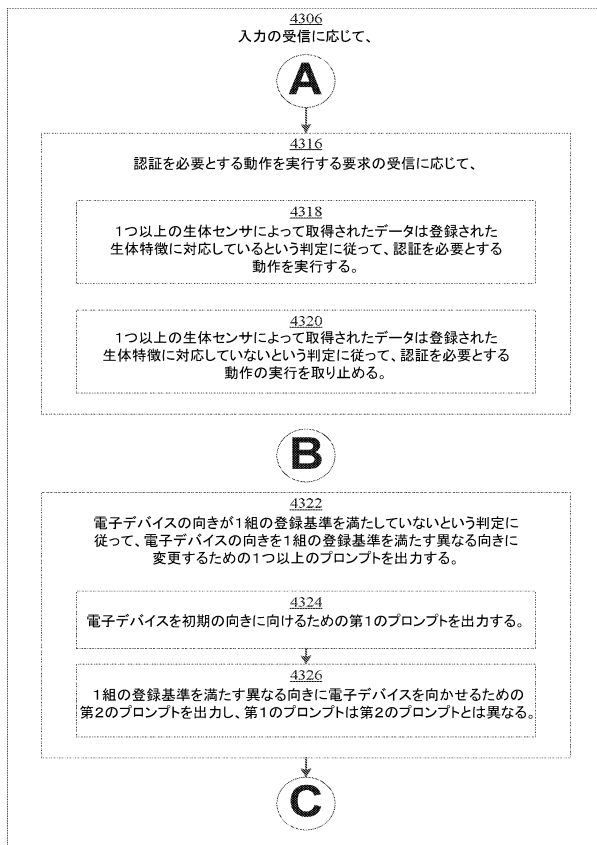 4306
入力の受信に応じて、
A
4316
認証を必要とする動作を実行する要求の受信に応じて、
4318
1つ以上の生体センサによって取得されたデータは登録された
生体特徴に対応しているという判定に従って、認証を必要とする
動作を実行する。
4320
1つ以上の生体センサによって取得されたデータは登録された
生体特徴に対応していないという判定に従って、認証を必要とする
動作の実行を取り止める。
B
4322
電子デバイスの向きが1組の登録基準を満たしていないという判定に
従って、電子デバイスの向きを1組の登録基準を満たす異なる向きに
変更するための1つ以上のプロンプトを出力する。
4324
電子デバイスを初期の向きに向けるための第1のプロンプトを出力する。
4326
1組の登録基準を満たす異なる向きに電子デバイスを向かせるための
第2のプロンプトを出力し、第1のプロンプトは第2のプロンプトとは異なる。
C